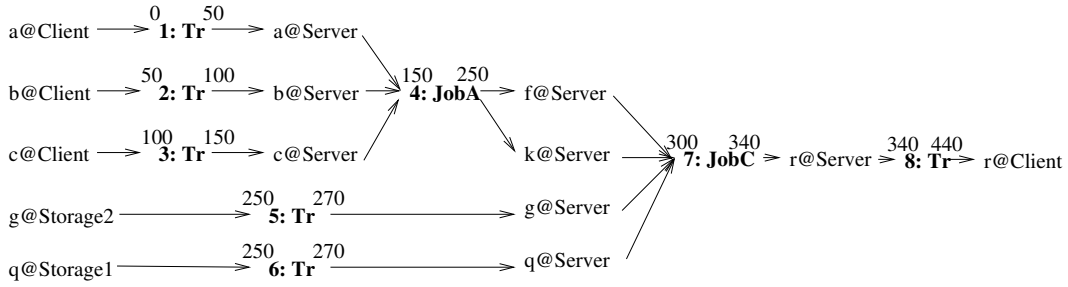 0 50
a@Client 1: Tr a@Server
50 100 150 250
b@Client 2: Tr b@Server 4: JobA f@Server
100 150 300 340 340 440
c@Client 3: Tr c@Server k@Server 7: JobC r@Server 8: Tr r@Client
250 270
g@Storage2 5: Tr g@Server
250 270
q@Storage1 6: Tr q@Server